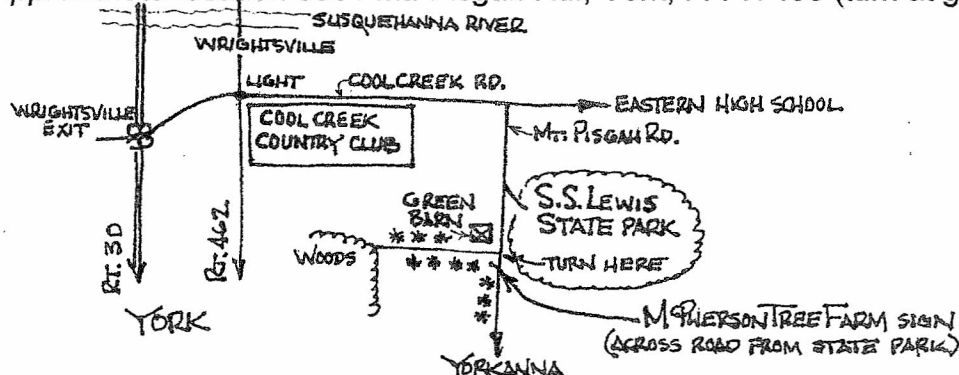 SUSQUEHANNA RIVER
WRIGHTSVILLE
LIGHT
COOL CREEK RD.
WRIGHTSVILLE
EXIT
EASTERN HIGH SCHOOL
COOL CREEK
COUNTRY CLUB
MT. PISGAH RD.
S.S. LEWIS
STATE PARK
GREEN
BARN
WOODS
TURN HERE
RT. 30
RT. 462
YORK
MCPHERSON TREE FARM SIGN
(ACROSS ROAD FROM STATE PARK)
YORKANNA